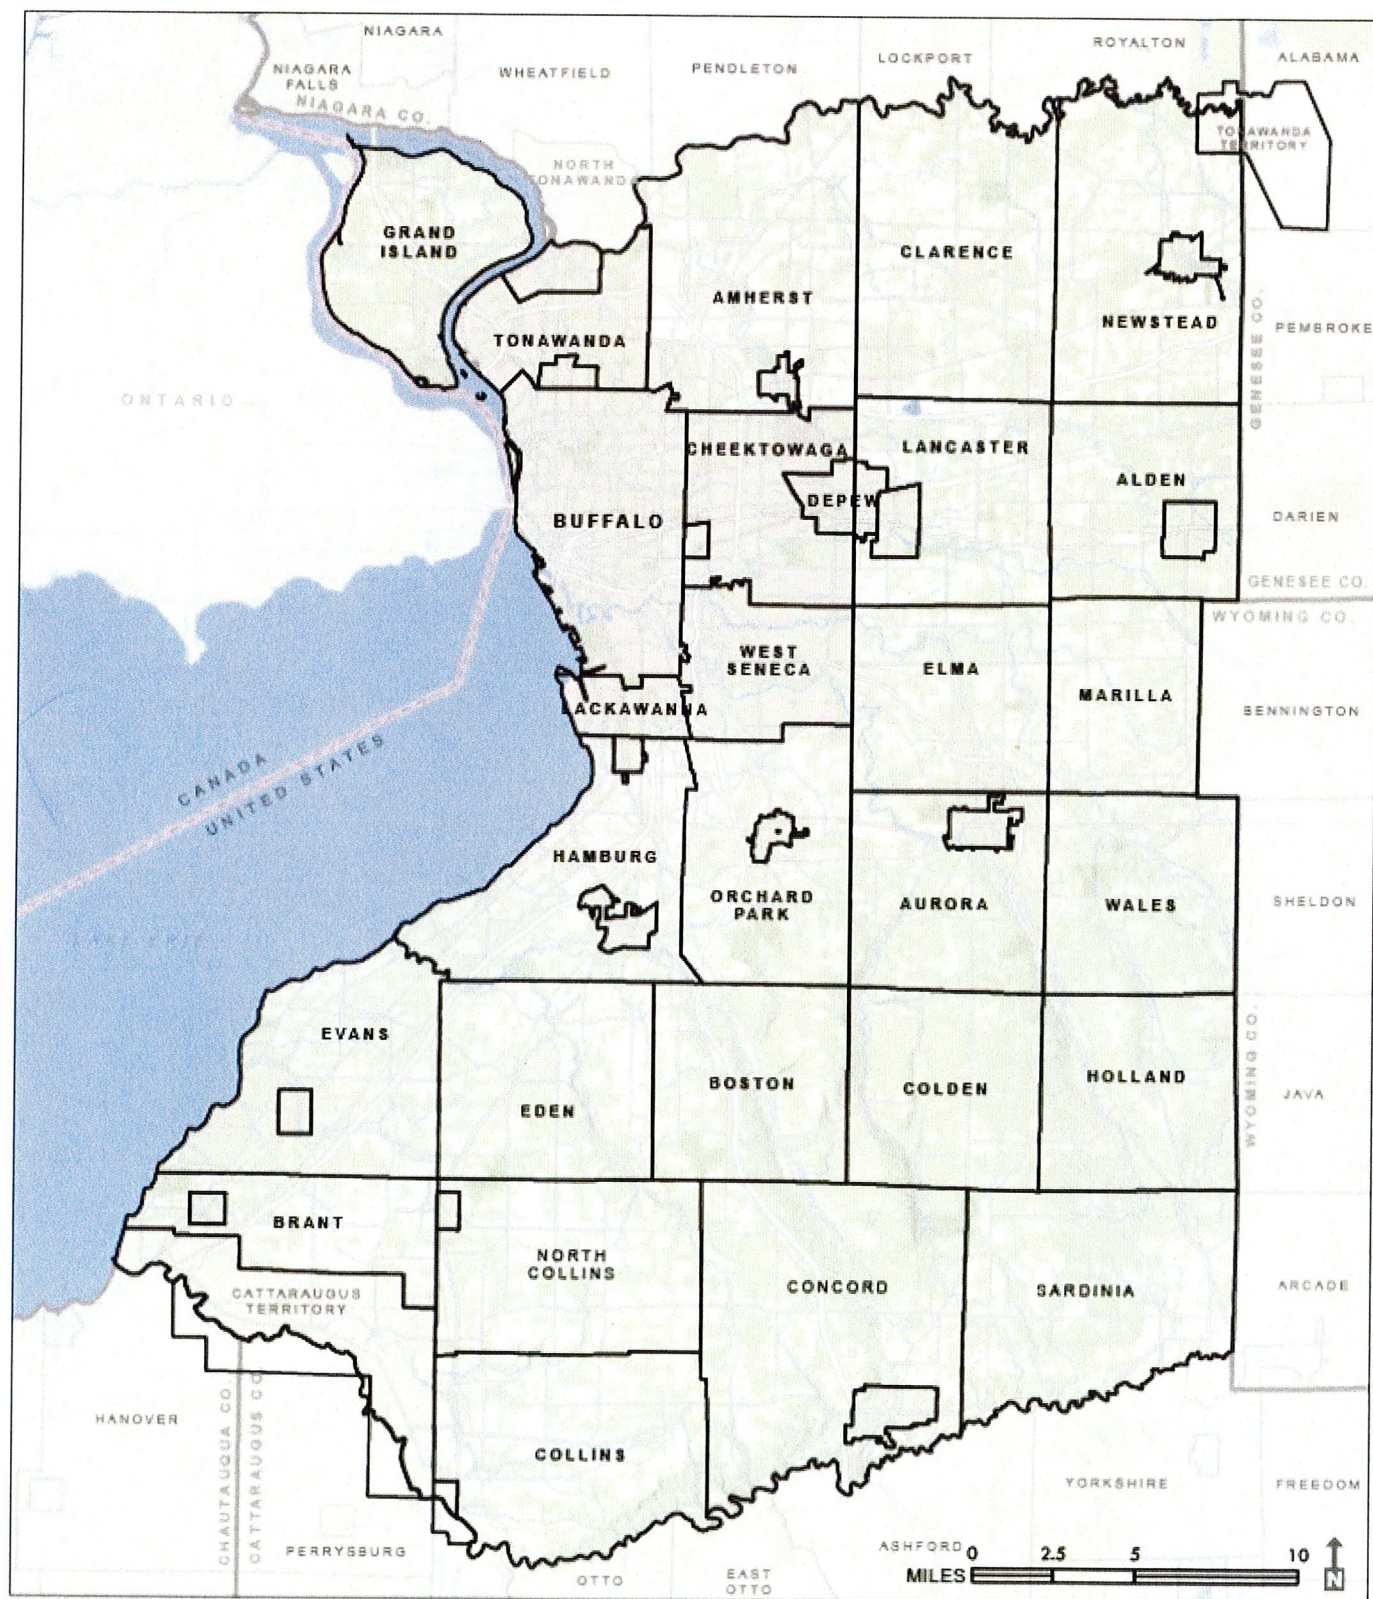 NIAGARA
ROYALTON
LOCKPORT
ALABAMA
NIAGARA
FALLS
WHEATFIELD
PENDLETON
NIAGARA CO.
TONAWANDA
TERRITORY
NORTH
TONAWANDA
GRAND
ISLAND
CLARENCE
AMHERST
NEWSTEAD
PEMBROKE
GENESEE CO.
TONAWANDA
ONTARIO
CHEEKTOWAGA
LANCASTER
ALDEN
DEPEW
BUFFALO
DARIEN
GENESEE CO.
WYOMING CO.
WEST
SENECA
ELMA
MARILLA
LACKAWANNA
BENNINGTON
CANADA
UNITED STATES
HAMBURG
ORCHARD
PARK
AURORA
WALES
SHELDON
LAKE ERIE
EVANS
BOSTON
COLDEN
HOLLAND
WYOMING CO.
JAVA
EDEN
BRANT
NORTH
COLLINS
CONCORD
SARDINIA
ARCADE
CATTARAUGUS
TERRITORY
HANOVER
CHAUTAUQUA CO.
CATTARAUGUS CO.
COLLINS
YORKSHIRE
FREEDOM
PERRYSBURG
ASHFORD
OTTO
EAST
OTTO
0 2.5 5 10
MILES
N